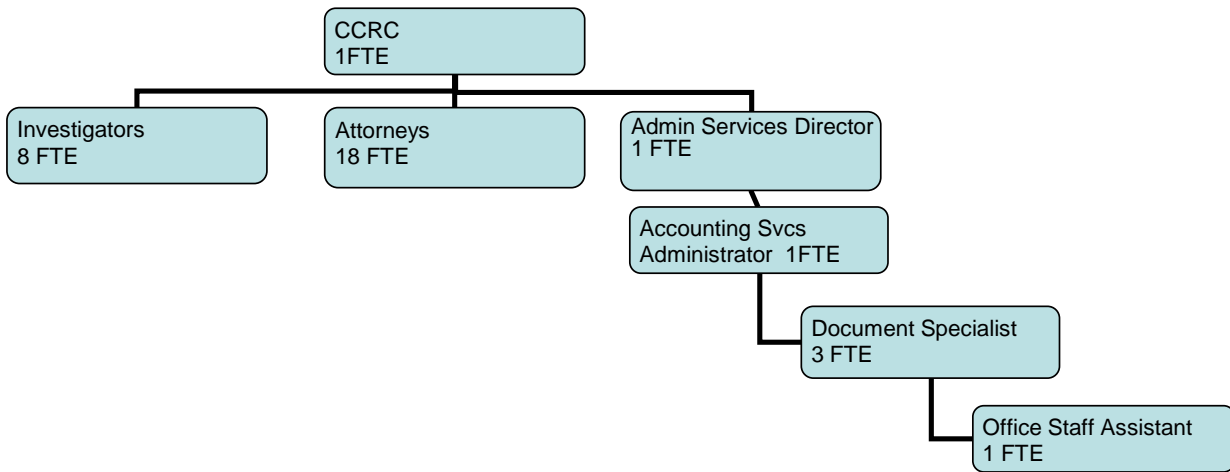 CCRC
1FTE
Investigators
8 FTE
Attorneys
18 FTE
Admin Services Director
1 FTE
Accounting Svcs
Administrator 1FTE
Document Specialist
3 FTE
Office Staff Assistant
1 FTE